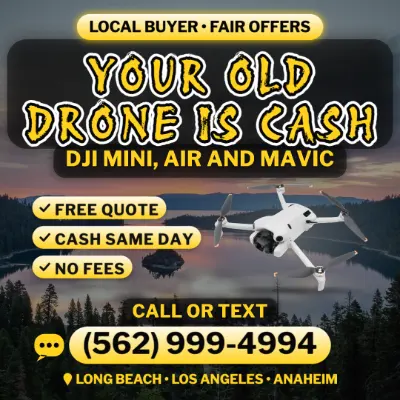 LOCAL BUYER • FAIR OFFERS
YOUR OLD
DRONE IS CASH
DJI MINI, AIR AND MAVIC
FREE QUOTE
CASH SAME DAY
NO FEES
CALL OR TEXT
(562) 999-4994
LONG BEACH • LOS ANGELES • ANAHEIM